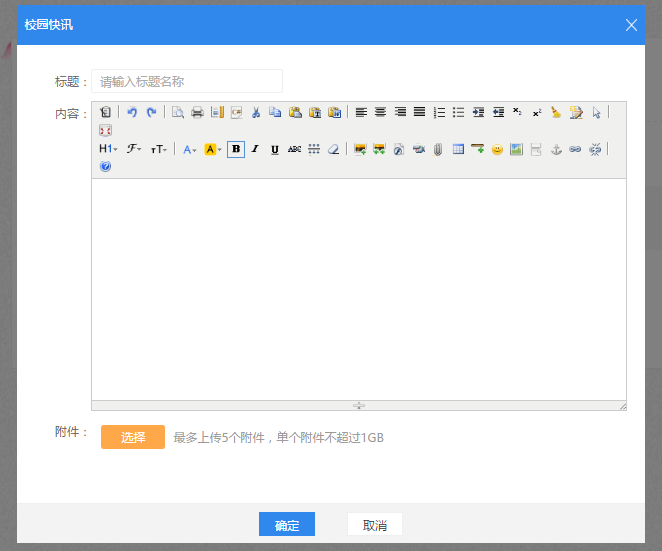 校园快讯
标题： 请输入标题名称
内容：
H1 F TT A A B I U ABC
附件： 选择 最多上传5个附件，单个附件不超过1GB
确定 取消